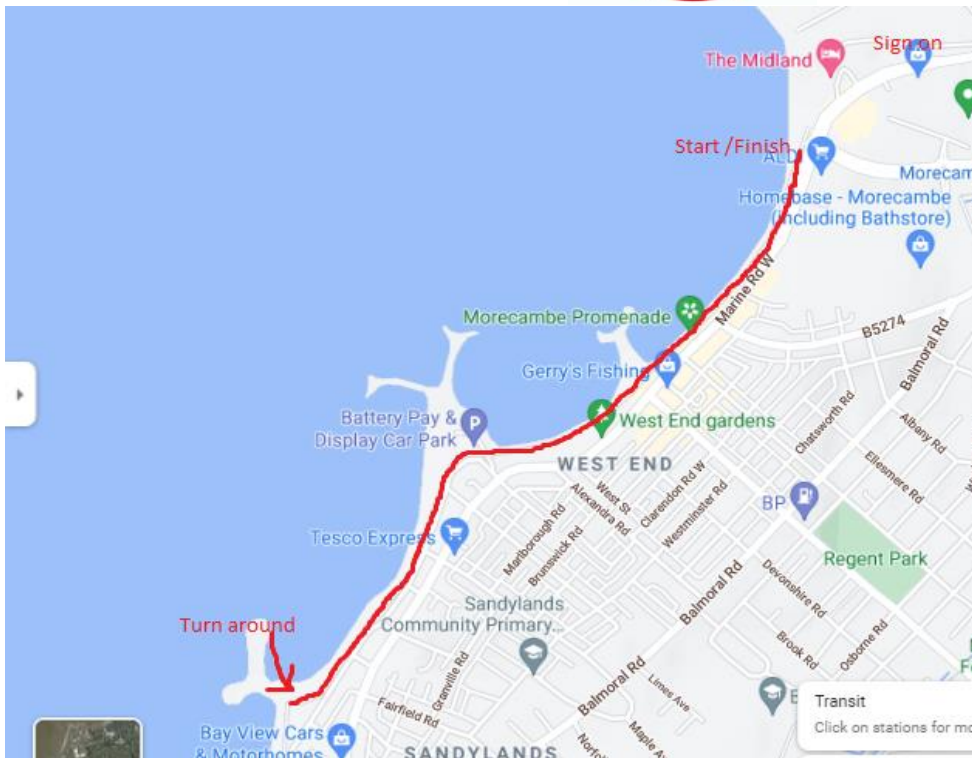 The Midland
Sign on
Start /Finish
ALD
Morecam
Homebase - Morecambe
(including Bathstore)
Marine Rd W
Morecambe Promenade
B5274
Balmoral Rd
Gerry's Fishing
Battery Pay &
Display Car Park
West End gardens
Chatsworth Rd
Albany Rd
WEST END
Ellesmere Rd
West St
Clarendon Rd W
Alexandra Rd
Westminster Rd
Marlborough Rd
Brunswick Rd
BP
Tesco Express
Regent Park
Balmoral Rd
Devonshire Rd
Sandylands
Community Primary...
Turn around
Brook Rd
Osborne Rd
Granville Rd
Limes Ave
Fairfield Rd
Balmoral Rd
Transit
Click on stations for mo
Bay View Cars
& Motorhomes
SANDYLANDS
Maple Ave
Norfo